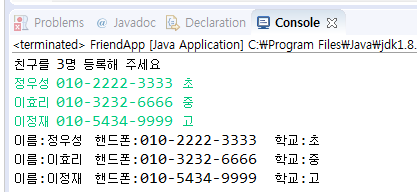 Problems @ Javadoc Declaration Console
<terminated> FriendApp [Java Application] C:\Program Files\Java\jdk1.8.
친구를 3명 등록해 주세요
정우성 010-2222-3333 초
이효리 010-3232-6666 중
이정재 010-5434-9999 고
이름:정우성 핸드폰:010-2222-3333 학교:초
이름:이효리 핸드폰:010-3232-6666 학교:중
이름:이정재 핸드폰:010-5434-9999 학교:고